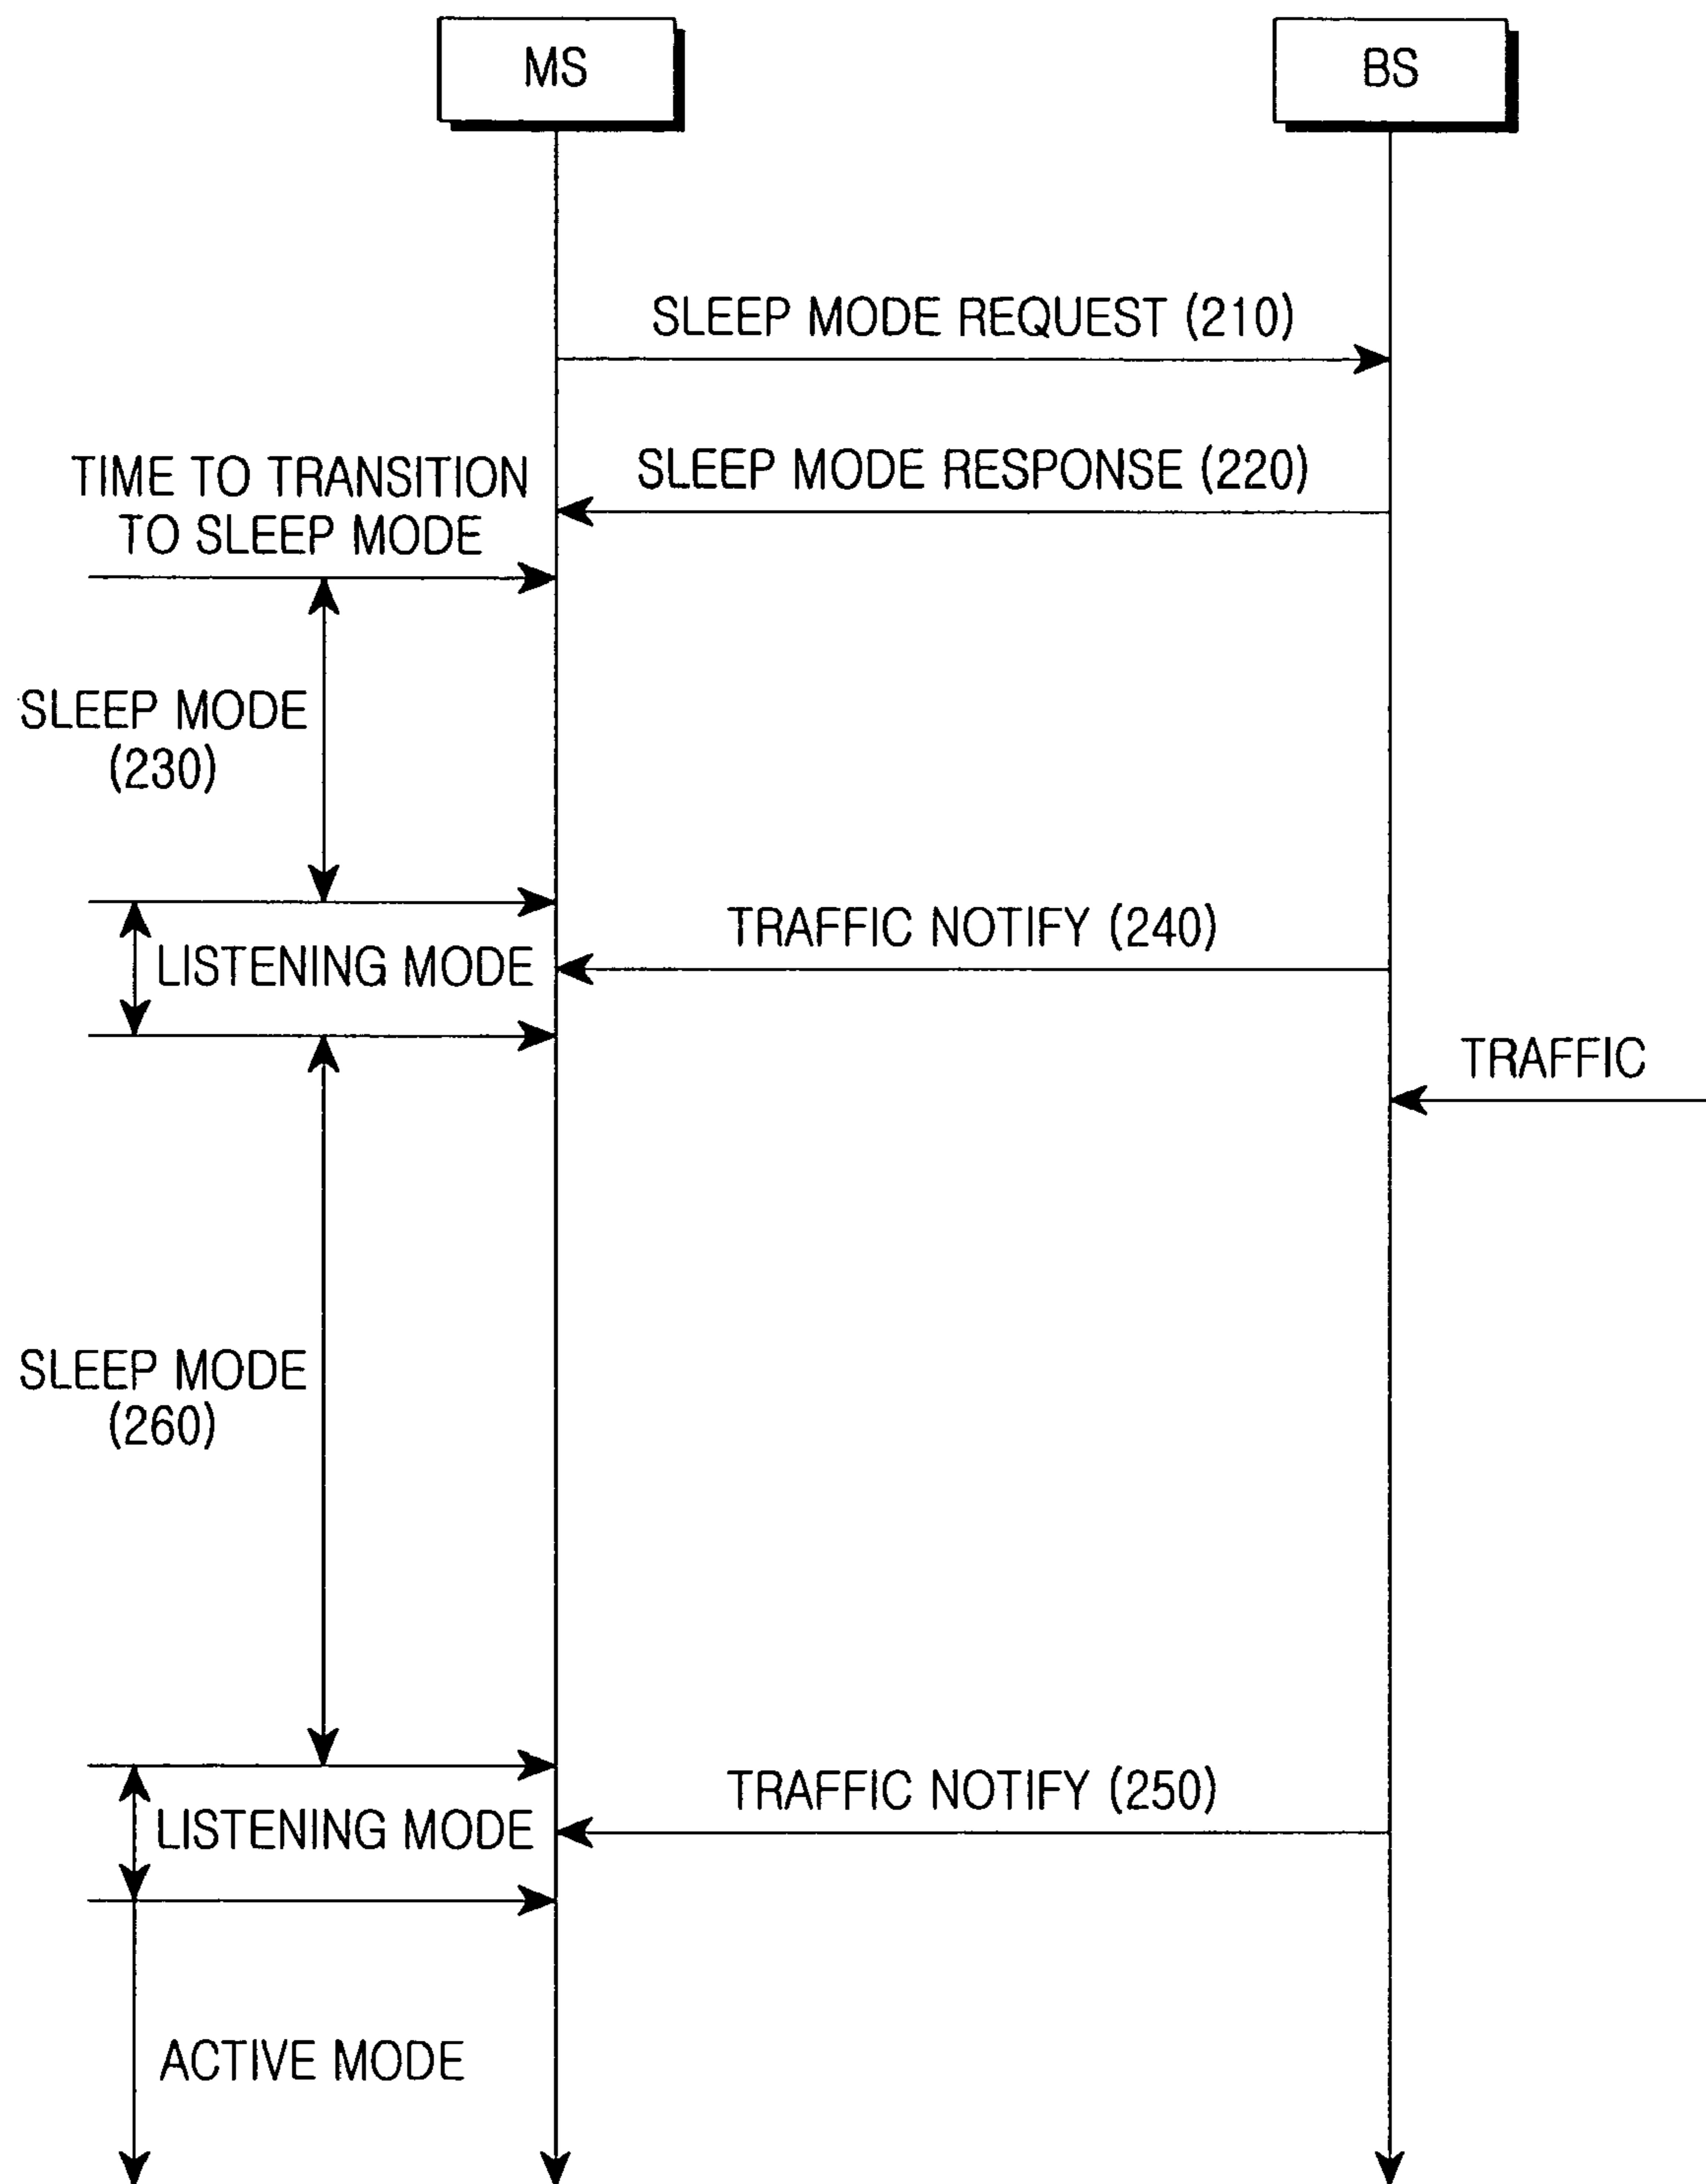 MS
BS
SLEEP MODE REQUEST (210)
SLEEP MODE RESPONSE (220)
TIME TO TRANSITION
TO SLEEP MODE
SLEEP MODE
(230)
TRAFFIC NOTIFY (240)
LISTENING MODE
TRAFFIC
SLEEP MODE
(260)
TRAFFIC NOTIFY (250)
LISTENING MODE
ACTIVE MODE